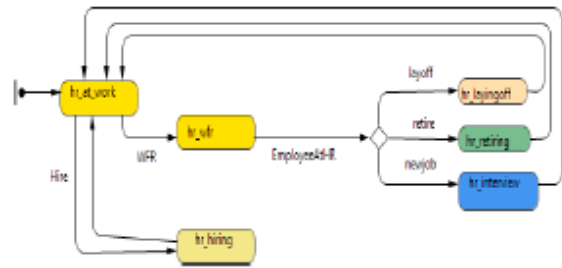 hr_at_work
hr_wfr
WFR
Hire
EmployeeAtHR
layoff
retire
newjob
hr_layingoff
hr_retiring
hr_interview
hr_hiring